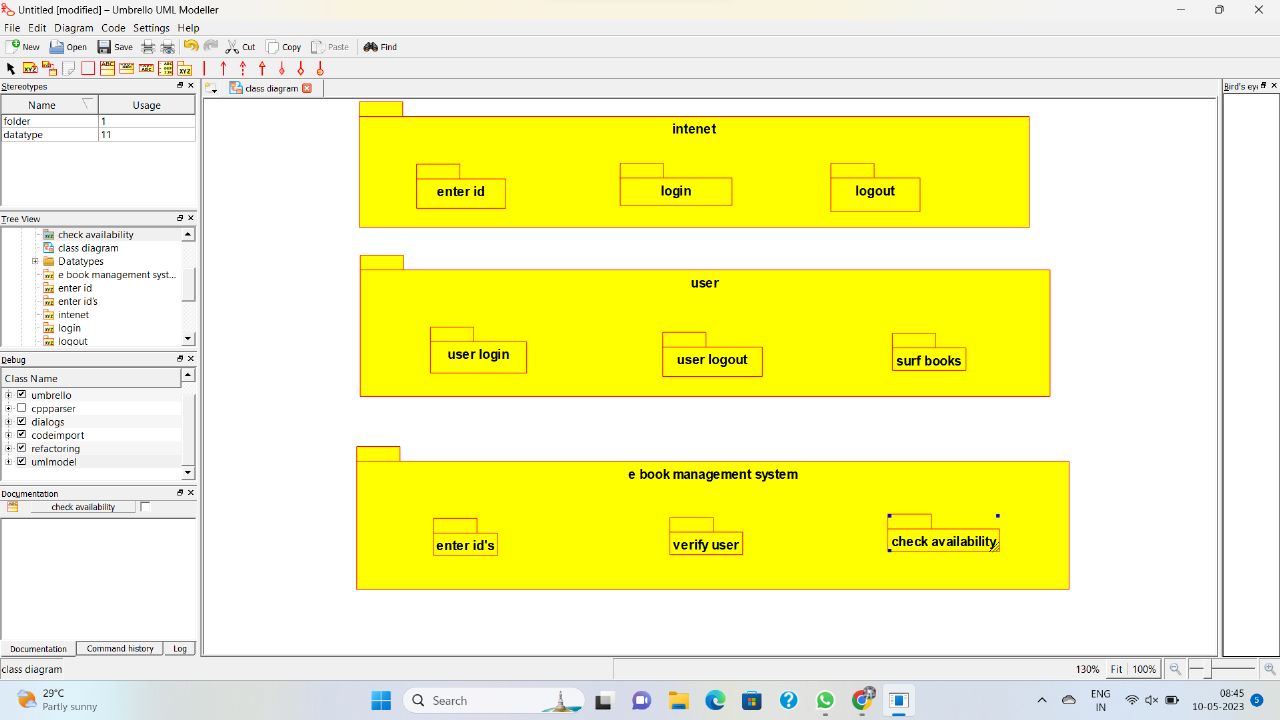 Untitled [modified] – Umbrello UML Modeller
File Edit Diagram Code Settings Help
New Open Save Cut Copy Paste Find
Stereotypes
class diagram
Bird's ey
Name Usage
folder 1
datatype 11
intenet
enter id login logout
Tree View
check availability
class diagram
Datatypes
e book management syst...
enter id
enter id's
intenet
login
logout
user
user login user logout surf books
Debug
Class Name
umbrello
cppparser
dialogs
codeimport
refactoring
umlmodel
e book management system
enter id's verify user check availability
Documentation
check availability
Documentation Command history Log
class diagram
130% Fit 100%
29°C
Partly sunny
Search
ENG
IN
08:45
10-05-2023
5